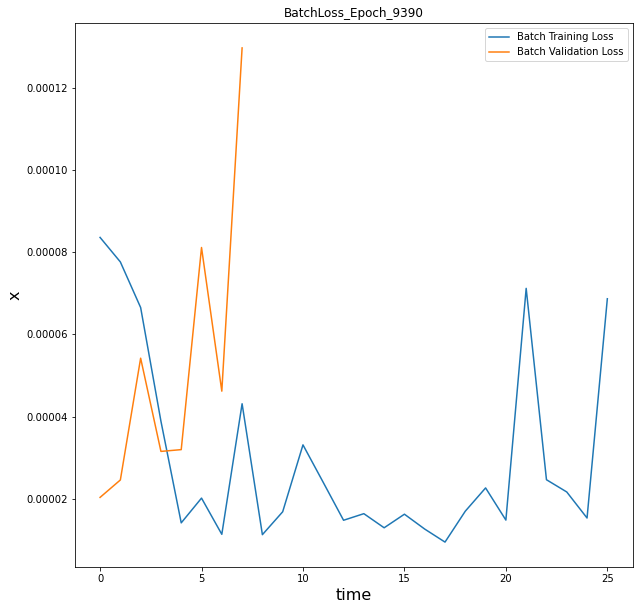 BatchLoss_Epoch_9390
Batch Training Loss
Batch Validation Loss
0.00012
0.00010
0.00008
0.00006
0.00004
0.00002
x
0 5 10 15 20 25
time